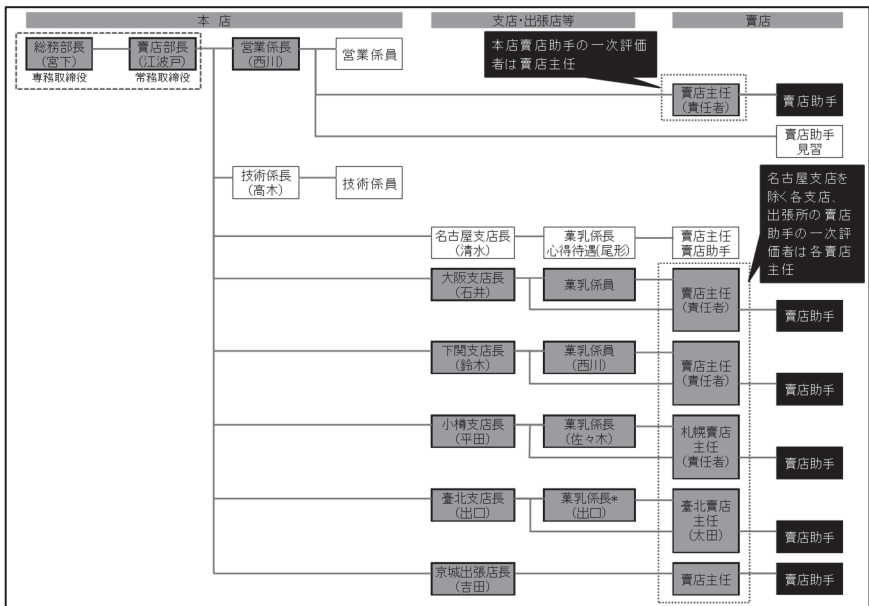 本店
支店・出張店等
賣店
総務部長
(宮下)
専務取締役
賣店部長
(江波戸)
常務取締役
営業係長
(西川)
営業係員
本店賣店助手の一次評価
者は賣店主任
賣店主任
(責任者)
賣店助手
賣店助手
見習
技術係長
(高木)
技術係員
名古屋支店を
除く各支店、
出張所の賣店
助手の一次評
価者は各賣店
主任
名古屋支店長
(清水)
菓乳係長
心得待遇(尾形)
賣店主任
賣店助手
大阪支店長
(石井)
菓乳係員
賣店主任
(責任者)
賣店助手
下関支店長
(鈴木)
菓乳係員
(西川)
賣店主任
(責任者)
賣店助手
小樽支店長
(平田)
菓乳係長
(佐々木)
札幌賣店
主任
(責任者)
賣店助手
臺北支店長
(出口)
菓乳係長*
(出口)
臺北賣店
主任
(太田)
賣店助手
京城出張店長
(吉田)
賣店主任
賣店助手